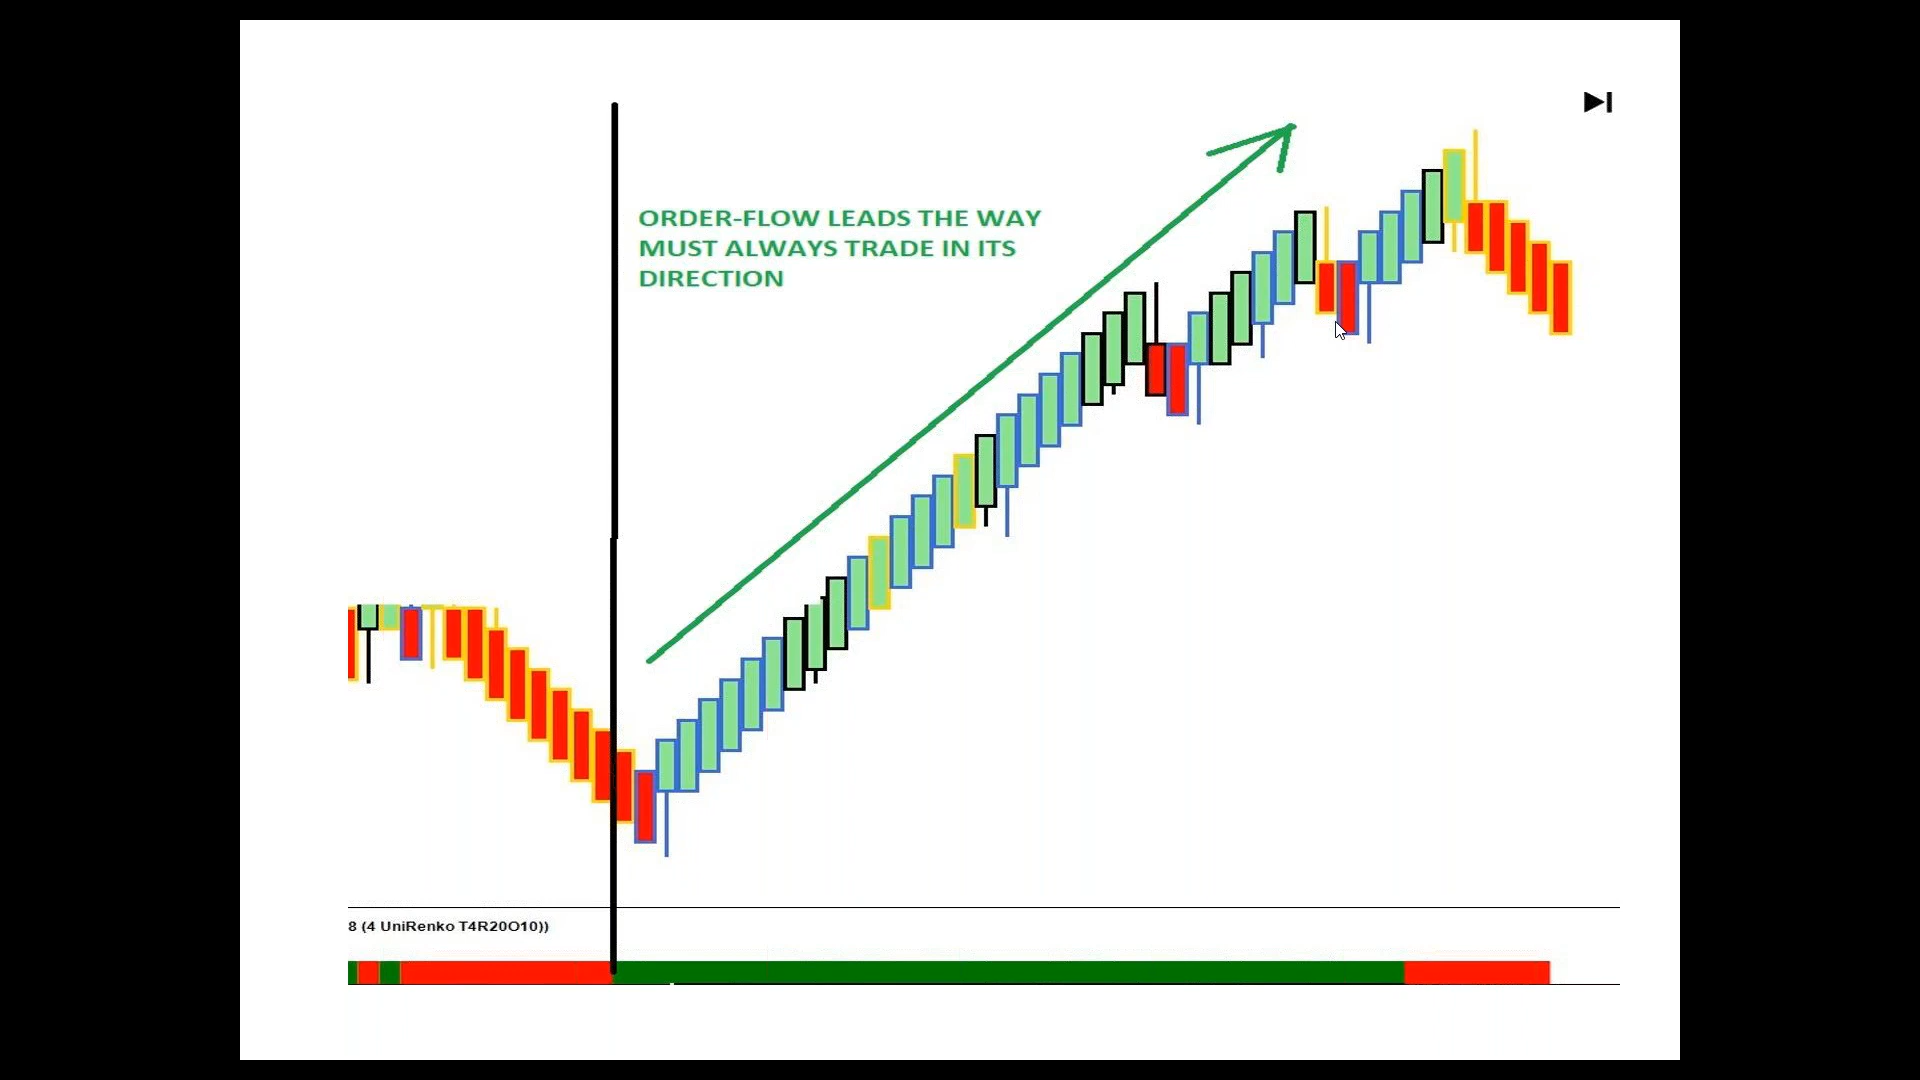 ORDER-FLOW LEADS THE WAY
MUST ALWAYS TRADE IN ITS
DIRECTION
8 (4 UniRenko T4R20O10))